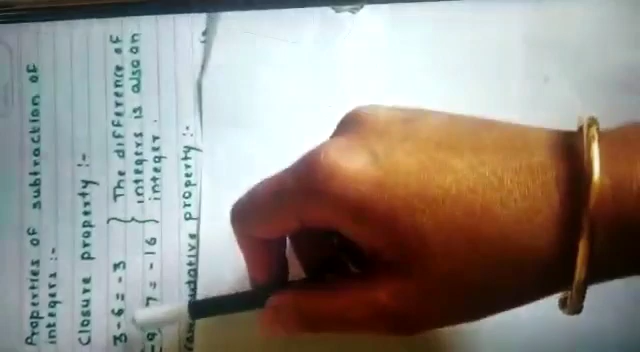 Properties of subtraction of
integers :-
Closure property :-
3 - 6 = -3 } The difference of
-9 7 = -16 } integers is also an
integer.
property :-